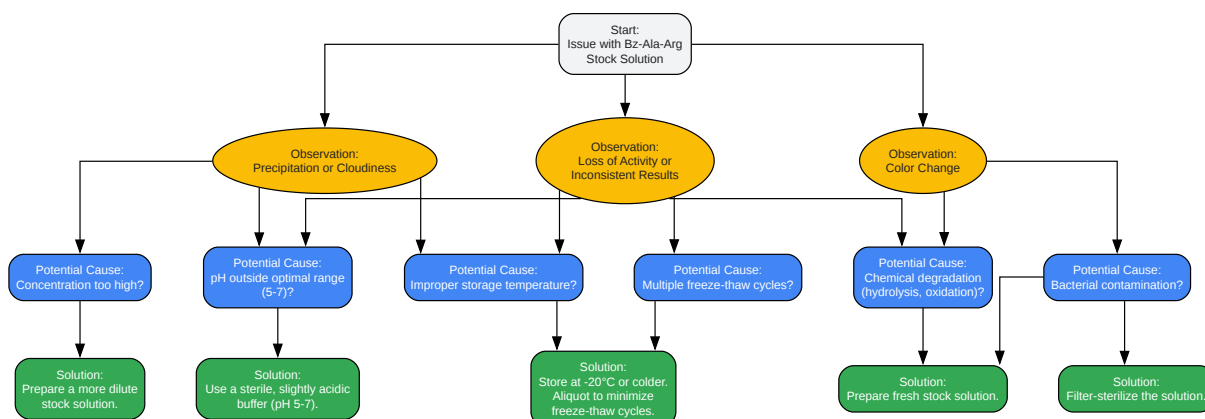 Start:
Issue with Bz-Ala-Arg
Stock Solution
Observation:
Precipitation or Cloudiness
Observation:
Loss of Activity or
Inconsistent Results
Observation:
Color Change
Potential Cause:
Concentration too high?
Potential Cause:
pH outside optimal range
(5-7)?
Potential Cause:
Improper storage temperature?
Potential Cause:
Multiple freeze-thaw cycles?
Potential Cause:
Chemical degradation
(hydrolysis, oxidation)?
Potential Cause:
Bacterial contamination?
Solution:
Prepare a more dilute
stock solution.
Solution:
Use a sterile, slightly acidic
buffer (pH 5-7).
Solution:
Store at -20°C or colder.
Aliquot to minimize
freeze-thaw cycles.
Solution:
Prepare fresh stock solution.
Solution:
Filter-sterilize the solution.